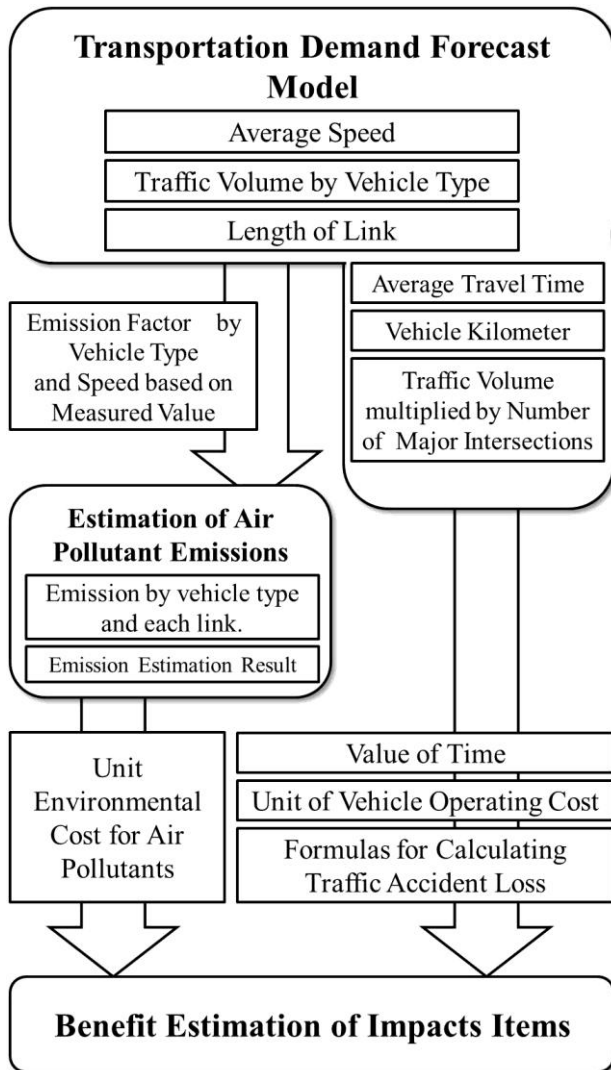 Transportation Demand Forecast
Model
Average Speed
Traffic Volume by Vehicle Type
Length of Link
Emission Factor by
Vehicle Type
and Speed based on
Measured Value
Average Travel Time
Vehicle Kilometer
Traffic Volume
multiplied by Number
of Major Intersections
Estimation of Air
Pollutant Emissions
Emission by vehicle type
and each link.
Emission Estimation Result
Unit
Environmental
Cost for Air
Pollutants
Value of Time
Unit of Vehicle Operating Cost
Formulas for Calculating
Traffic Accident Loss
Benefit Estimation of Impacts Items